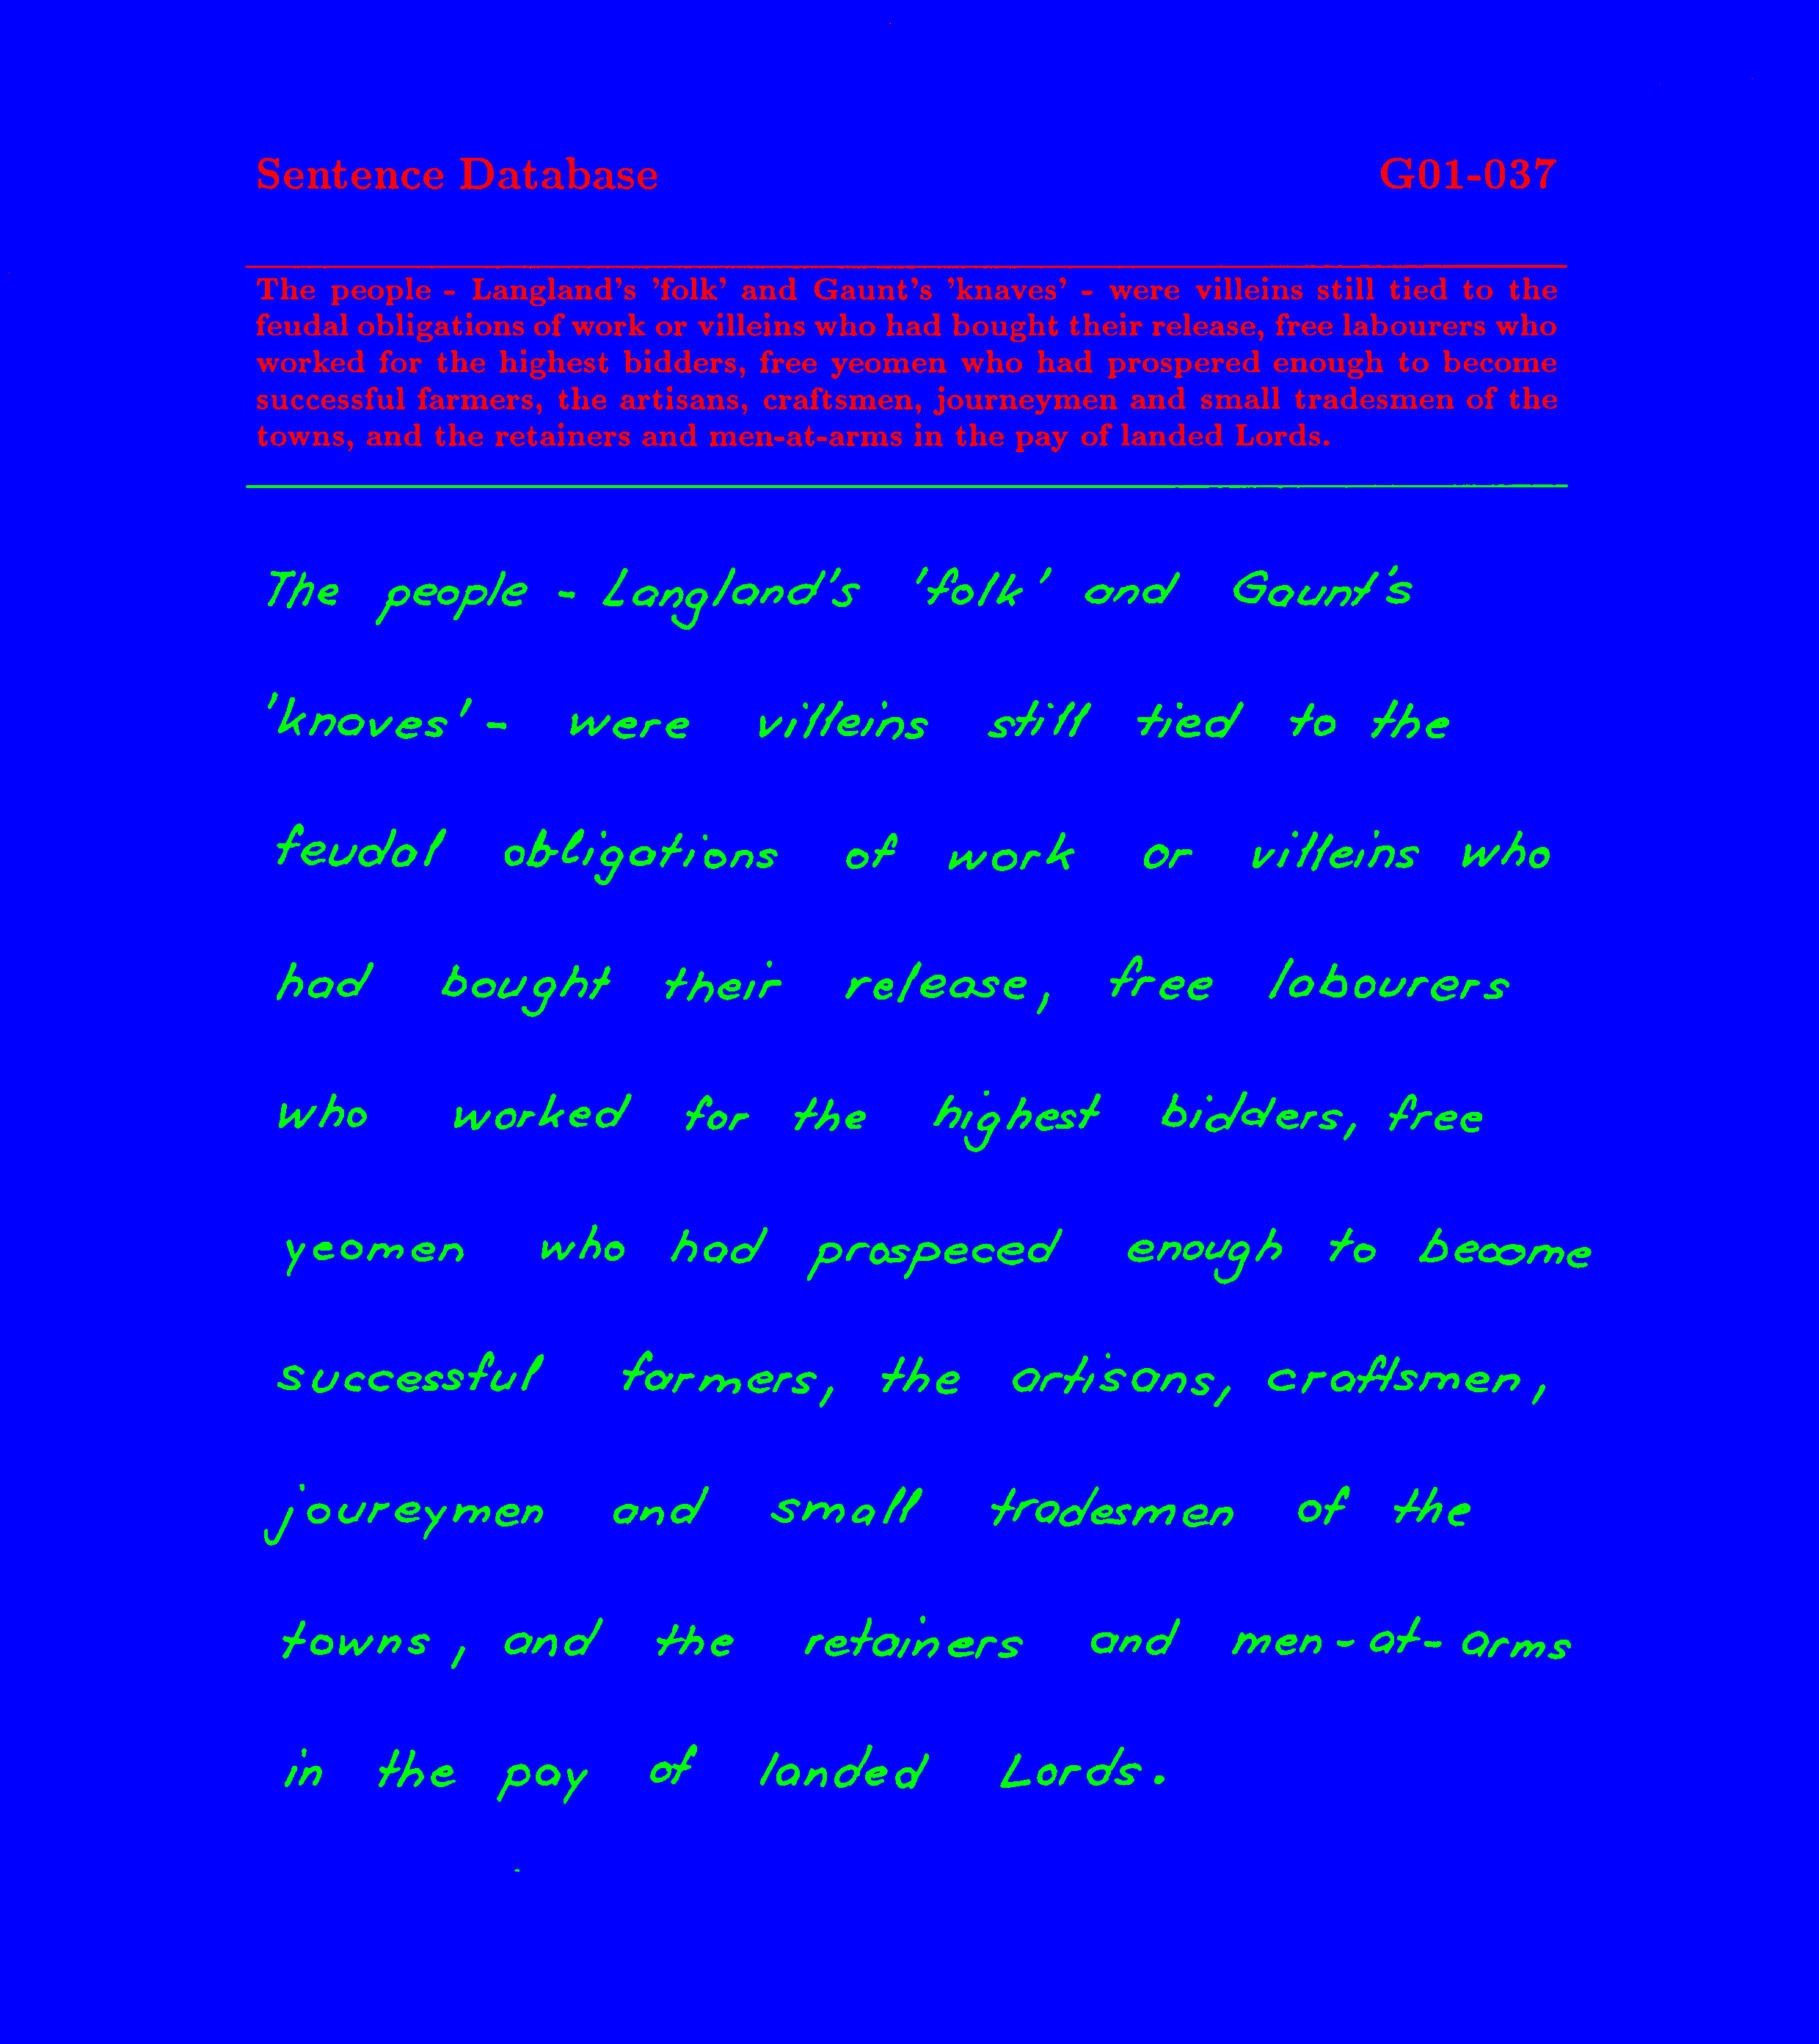 Sentence Database G01-037
The people - Langland's 'folk' and Gaunt's 'knaves' - were villeins still tied to the
feudal obligations of work or villeins who had bought their release, free labourers who
worked for the highest bidders, free yeomen who had prospered enough to become
successful farmers, the artisans, craftsmen, journeymen and small tradesmen of the
towns, and the retainers and men-at-arms in the pay of landed Lords.
The people - Langland's 'folk' and Gaunt's
'knaves' - were villeins still tied to the
feudal obligations of work or villeins who
had bought their release, free labourers
who worked for the highest bidders, free
yeomen who had prospeced enough to become
successful farmers, the artisans, craftsmen,
joureymen and small tradesmen of the
towns, and the retainers and men-at-arms
in the pay of landed Lords.